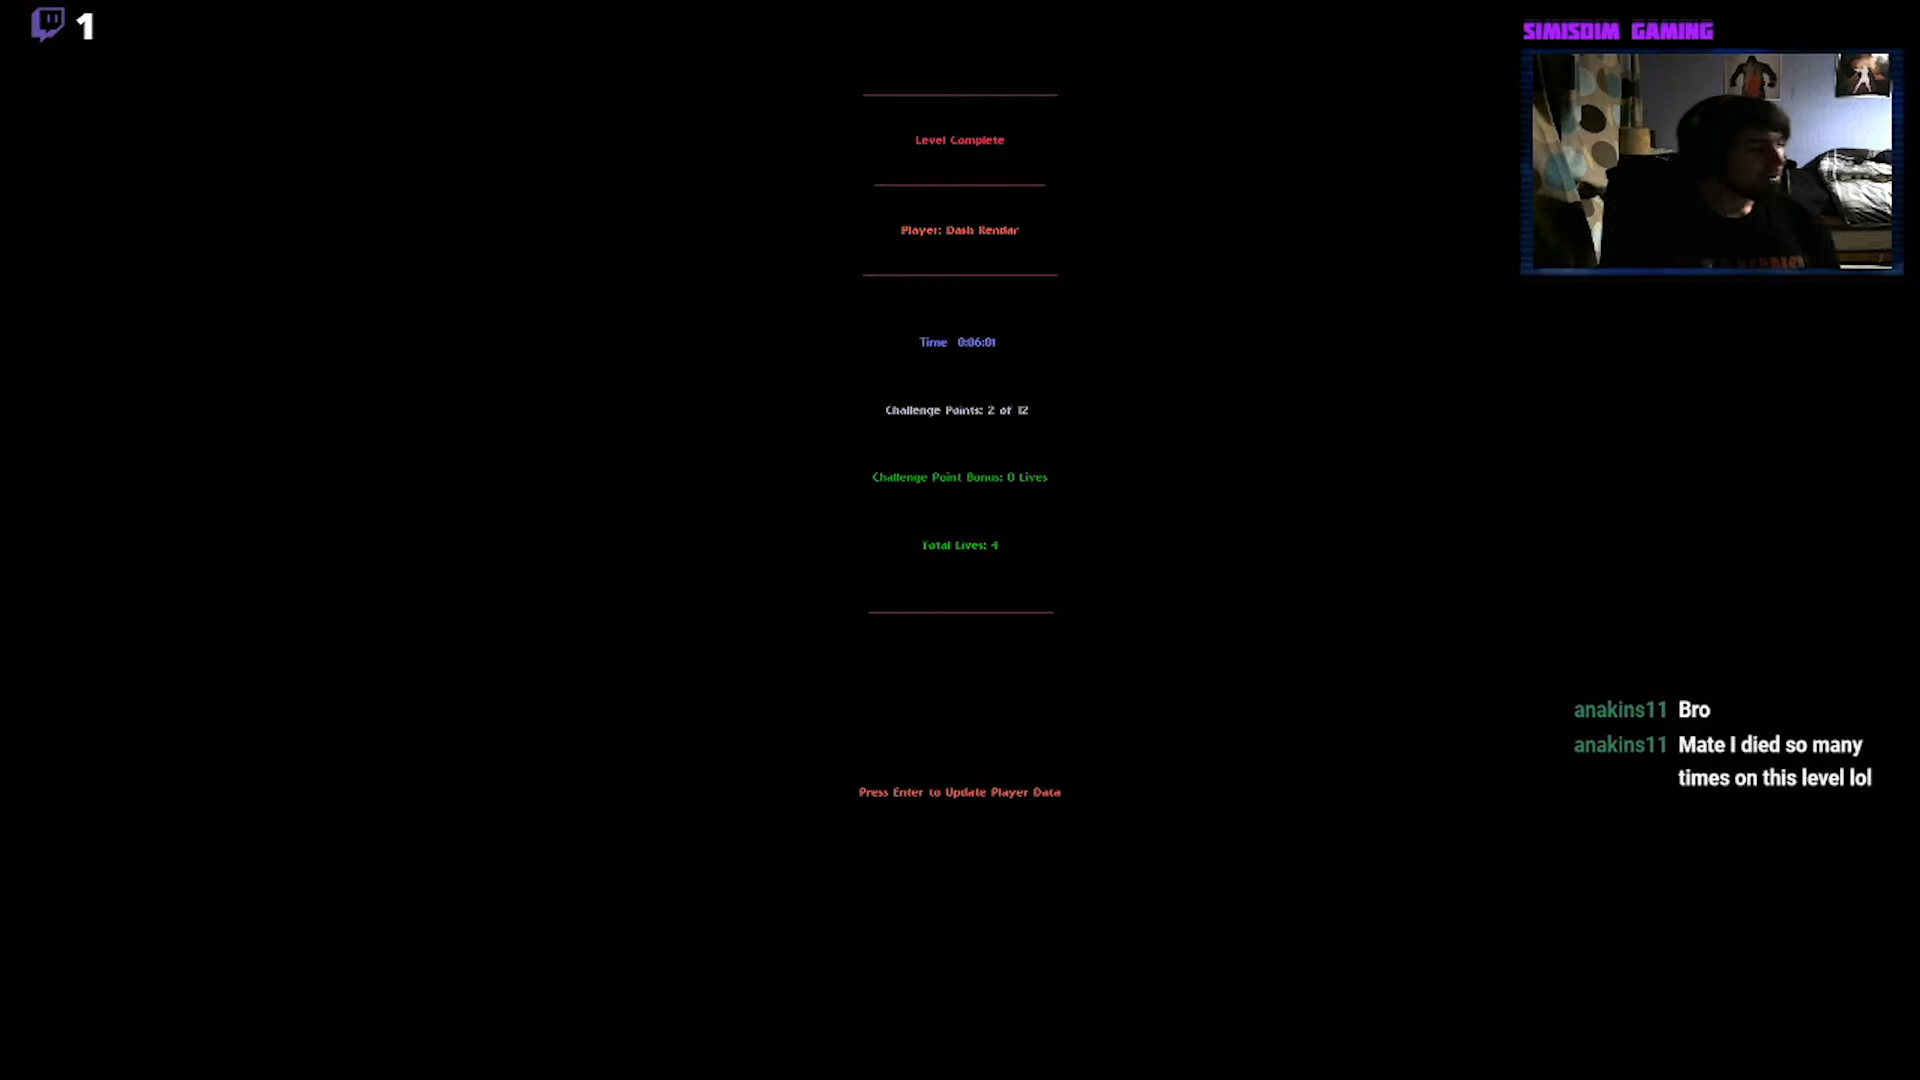 1
SIMISDIM GAMING
Level Complete
Player: Dash Rendar
Time 0:06:01
Challenge Points: 2 of 12
Challenge Point Bonus: 0 Lives
Total Lives: 4
anakins11 Bro
anakins11 Mate I died so many
times on this level lol
Press Enter to Update Player Data